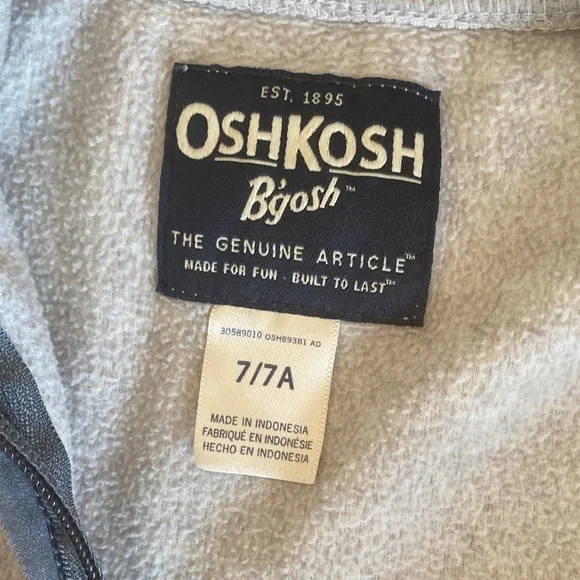 EST. 1895
OSHKOSH
B'gosh™
THE GENUINE ARTICLE™
MADE FOR FUN - BUILT TO LAST™
30589010 OSH89381 AD
7/7A
MADE IN INDONESIA
FABRIQUÉ EN INDONÉSIE
HECHO EN INDONESIA